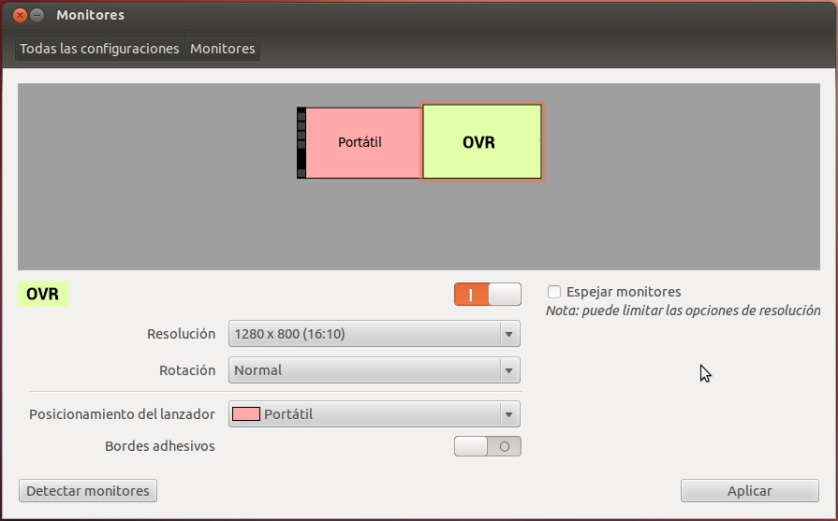 Monitores
Todas las configuraciones Monitores
Portátil OVR
OVR
Espejar monitores
Nota: puede limitar las opciones de resolución
Resolución 1280 x 800 (16:10)
Rotación Normal
Posicionamiento del lanzador Portátil
Bordes adhesivos
Detectar monitores Aplicar